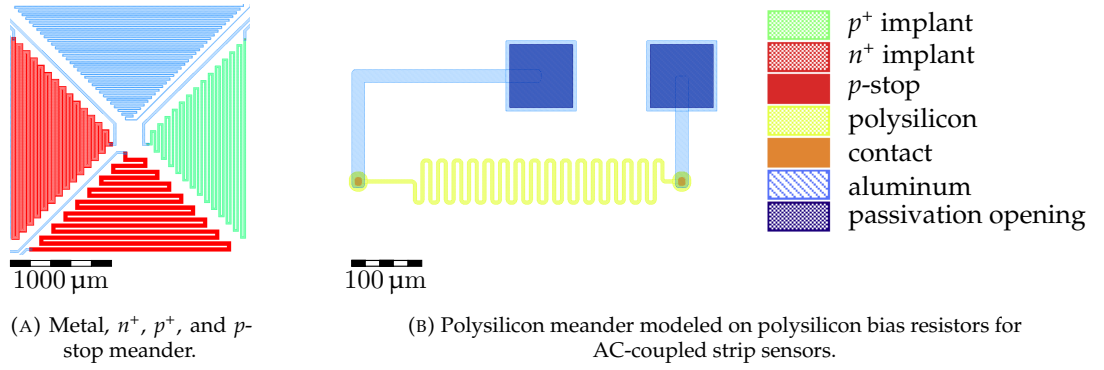 p⁺ implant
n⁺ implant
p-stop
polysilicon
contact
aluminum
passivation opening
1000 µm
100 µm
(A) Metal, n⁺, p⁺, and p-
stop meander.
(B) Polysilicon meander modeled on polysilicon bias resistors for
AC-coupled strip sensors.